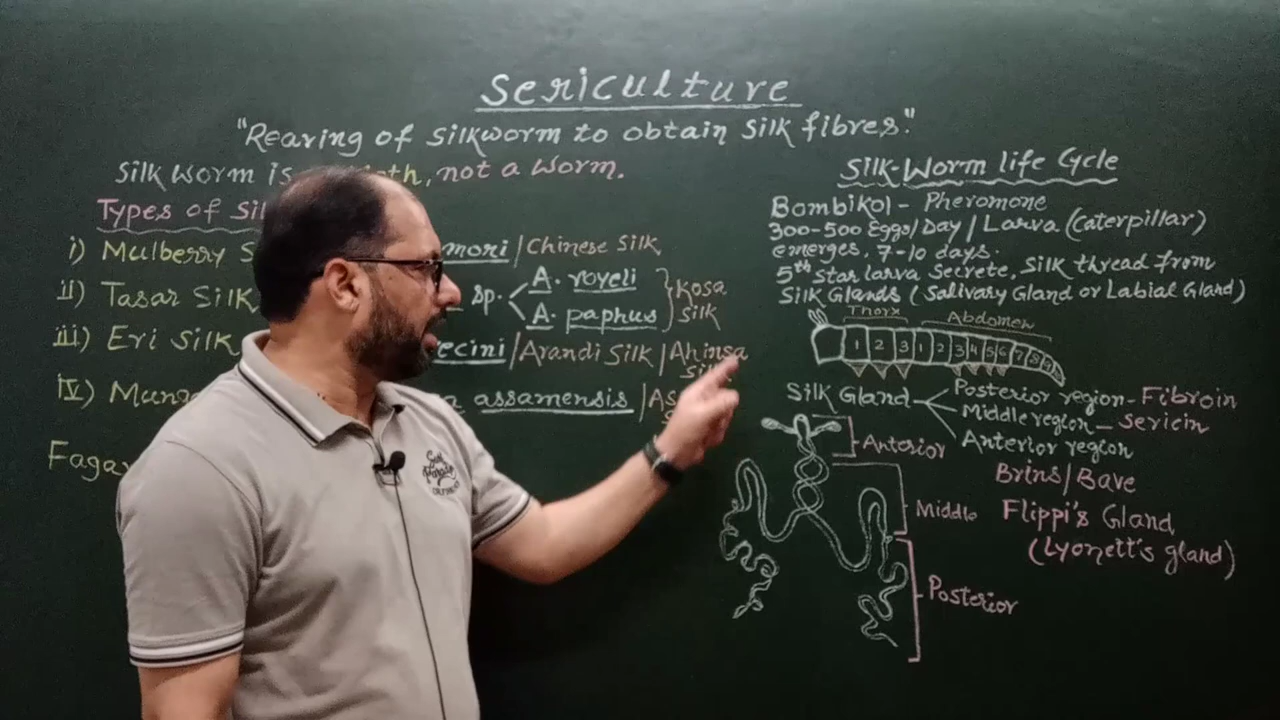 Sericulture
"Rearing of silkworm to obtain silk fibres."
Silk worm is th, not a worm.
Types of Sil
i) Mulberry S mori / Chinese Silk
ii) Tasar Silk sp. A. royeli
A. paphus
Kosa
Silk
iii) Eri Silk ecini / Arandi Silk / Ahinsa
Silk
IV) Muga assamensis / As
Fagar
Silk-Worm life Cycle
Bombikol - Pheromone
300-500 Eggs/Day / Larva (Caterpillar)
emerges, 7-10 days.
5th Star larva secrete, silk thread from
Silk Glands (Salivary Gland or Labial Gland)
Thorx Abdomen
1 2 3 1 2 3 4 5 6 7 8 9
Silk Gland Posterior region - Fibroin
Middle region - Sericin
Anterior region
Anterior
Brins/Bave
Middle
Flippi's Gland
(Lyonett's gland)
Posterior